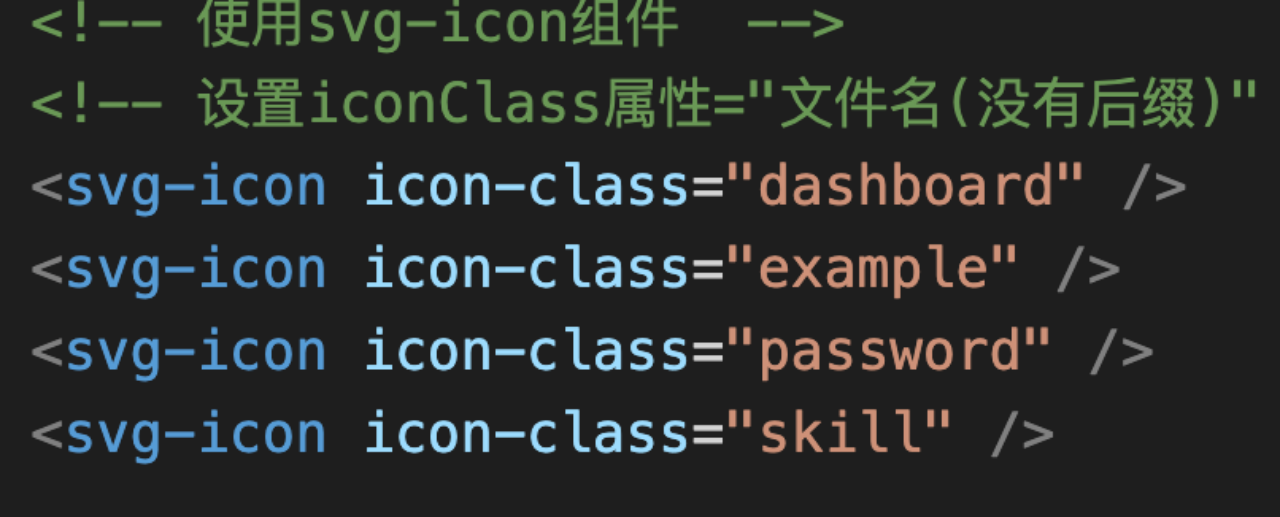 <!-- 使用svg-icon组件  -->
<!-- 设置iconClass属性="文件名(没有后缀)"
<svg-icon icon-class="dashboard" />
<svg-icon icon-class="example" />
<svg-icon icon-class="password" />
<svg-icon icon-class="skill" />